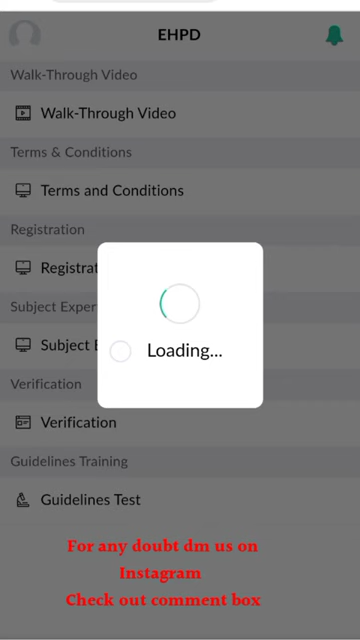 EHPD
Walk-Through Video
Walk-Through Video
Terms & Conditions
Terms and Conditions
Registration
Registrat
Subject Exper
Subject E
Loading...
Verification
Verification
Guidelines Training
Guidelines Test
For any doubt dm us on
Instagram
Check out comment box